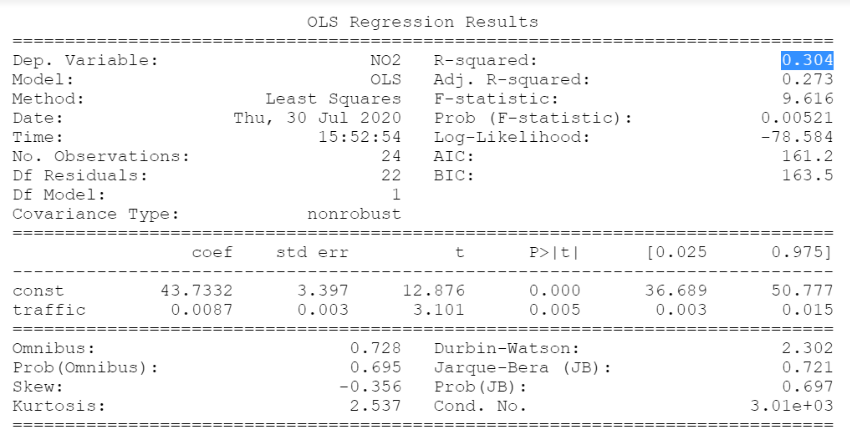 OLS Regression Results
==============================================================================
Dep. Variable:                    NO2   R-squared:                       0.304
Model:                            OLS   Adj. R-squared:                  0.273
Method:                 Least Squares   F-statistic:                     9.616
Date:                Thu, 30 Jul 2020   Prob (F-statistic):            0.00521
Time:                        15:52:54   Log-Likelihood:                -78.584
No. Observations:                  24   AIC:                             161.2
Df Residuals:                      22   BIC:                             163.5
Df Model:                           1
Covariance Type:            nonrobust
==============================================================================
                 coef    std err          t      P>|t|      [0.025      0.975]
------------------------------------------------------------------------------
const         43.7332      3.397     12.876      0.000      36.689      50.777
traffic        0.0087      0.003      3.101      0.005       0.003       0.015
==============================================================================
Omnibus:                        0.728   Durbin-Watson:                   2.302
Prob(Omnibus):                  0.695   Jarque-Bera (JB):                0.721
Skew:                          -0.356   Prob(JB):                        0.697
Kurtosis:                       2.537   Cond. No.                     3.01e+03
==============================================================================